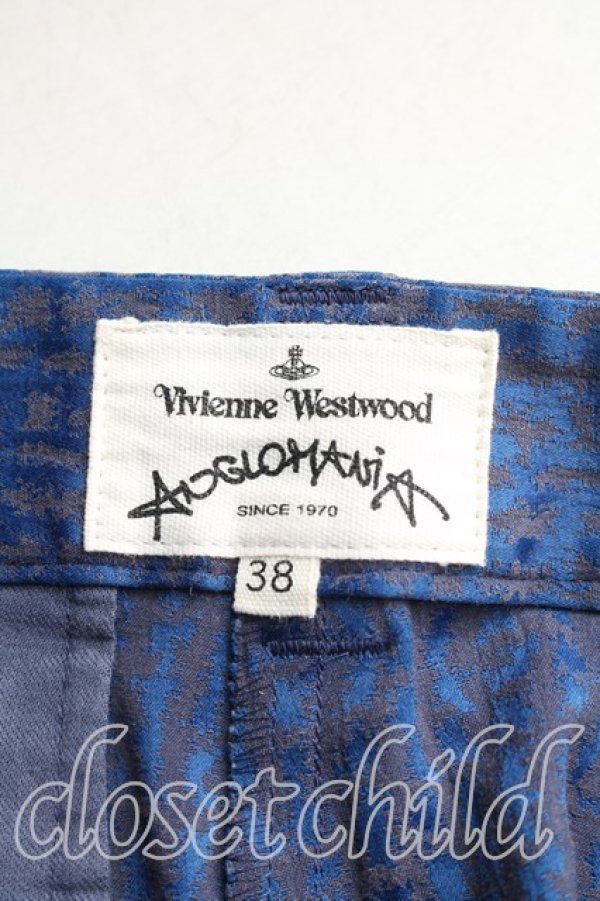 Vivienne Westwood
ANGLOMANIA
SINCE 1970
38
closetchild